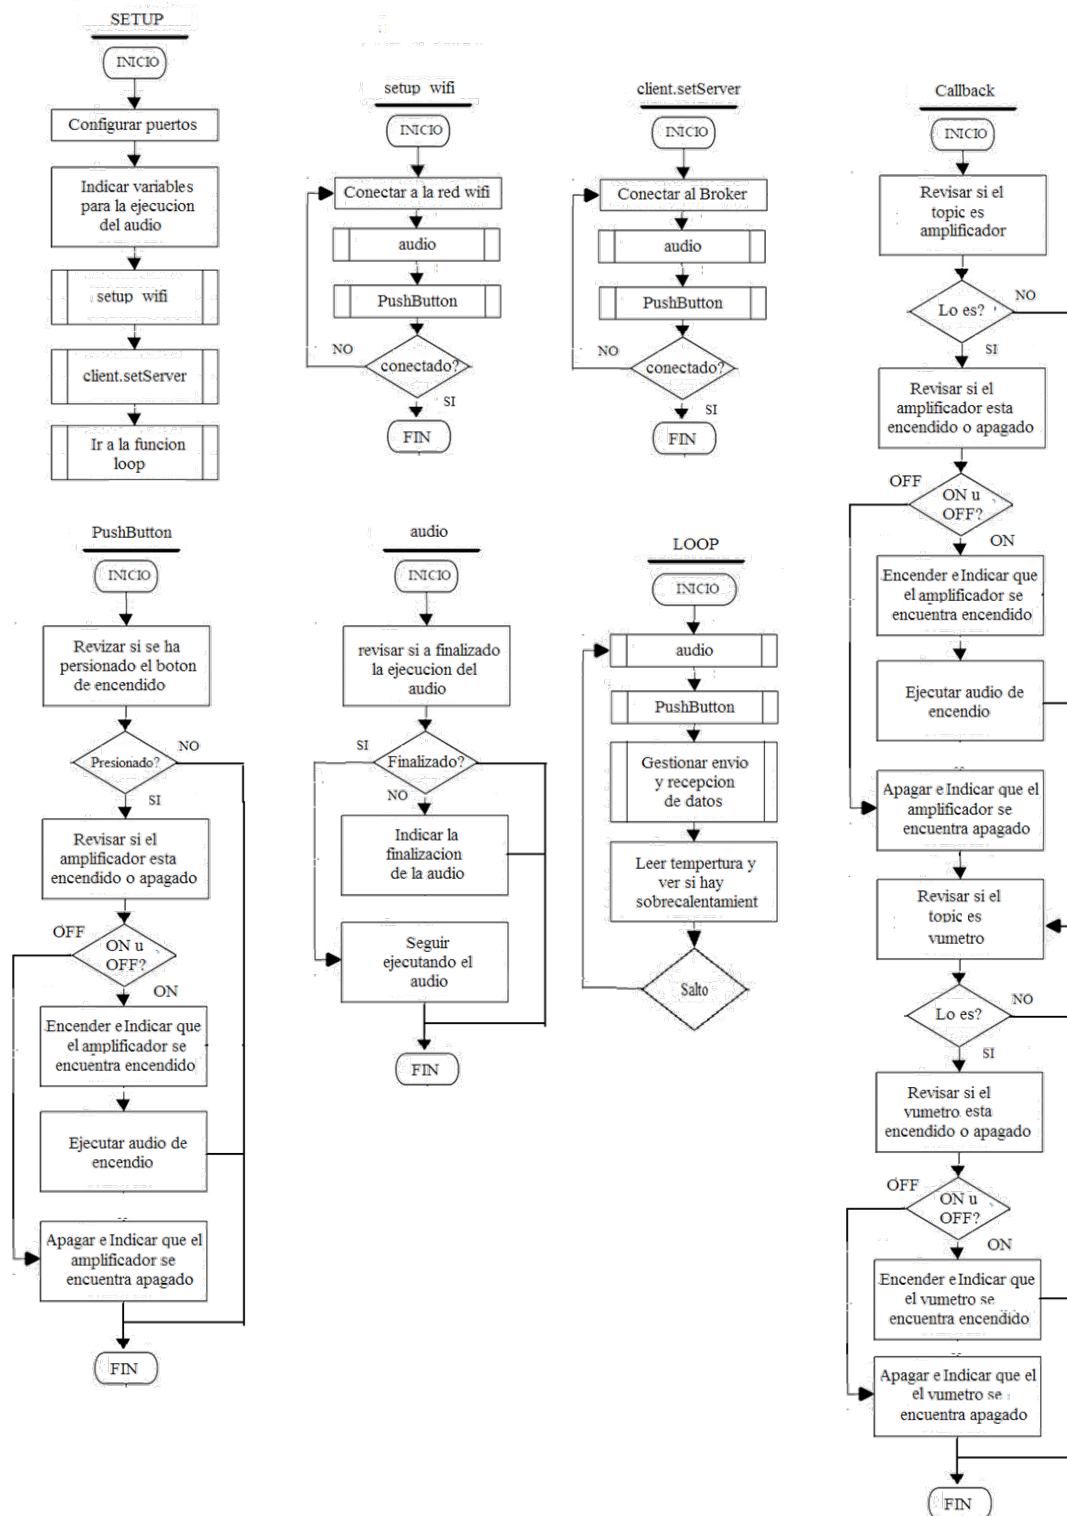 SETUP
INICIO
Configurar puertos
Indicar variables
para la ejecucion
del audio
setup wifi
client.setServer
Ir a la funcion
loop
setup wifi
INICIO
Conectar a la red wifi
audio
PushButton
NO
conectado?
SI
FIN
client.setServer
INICIO
Conectar al Broker
audio
PushButton
NO
conectado?
SI
FIN
Callback
INICIO
Revisar si el
topic es
amplificador
NO
Lo es?
SI
Revisar si el
amplificador esta
encendido o apagado
OFF
ON u
OFF?
ON
Encender e Indicar que
el amplificador se
encuentra encendido
Ejecutar audio de
encendio
Apagar e Indicar que el
amplificador se
encuentra apagado
Revisar si el
topic es
vumetro
Lo es?
NO
SI
Revisar si el
vumetro esta
encendido o apagado
OFF
ON u
OFF?
ON
Encender e Indicar que
el vumetro se
encuentra encendido
Apagar e Indicar que el
el vumetro se
encuentra apagado
FIN
PushButton
INICIO
Revizar si se ha
persionado el boton
de encendido
NO
Presionado?
SI
Revisar si el
amplificador esta
encendido o apagado
OFF
ON u
OFF?
ON
Encender e Indicar que
el amplificador se
encuentra encendido
Ejecutar audio de
encendio
Apagar e Indicar que el
amplificador se
encuentra apagado
FIN
audio
INICIO
revisar si a finalizado
la ejecucion del
audio
SI
Finalizado?
NO
Indicar la
finalizacion
de la audio
Seguir
ejecutando el
audio
FIN
LOOP
INICIO
audio
PushButton
Gestionar envio
y recepcion
de datos
Leer tempertura y
ver si hay
sobrecalentamient
Salto